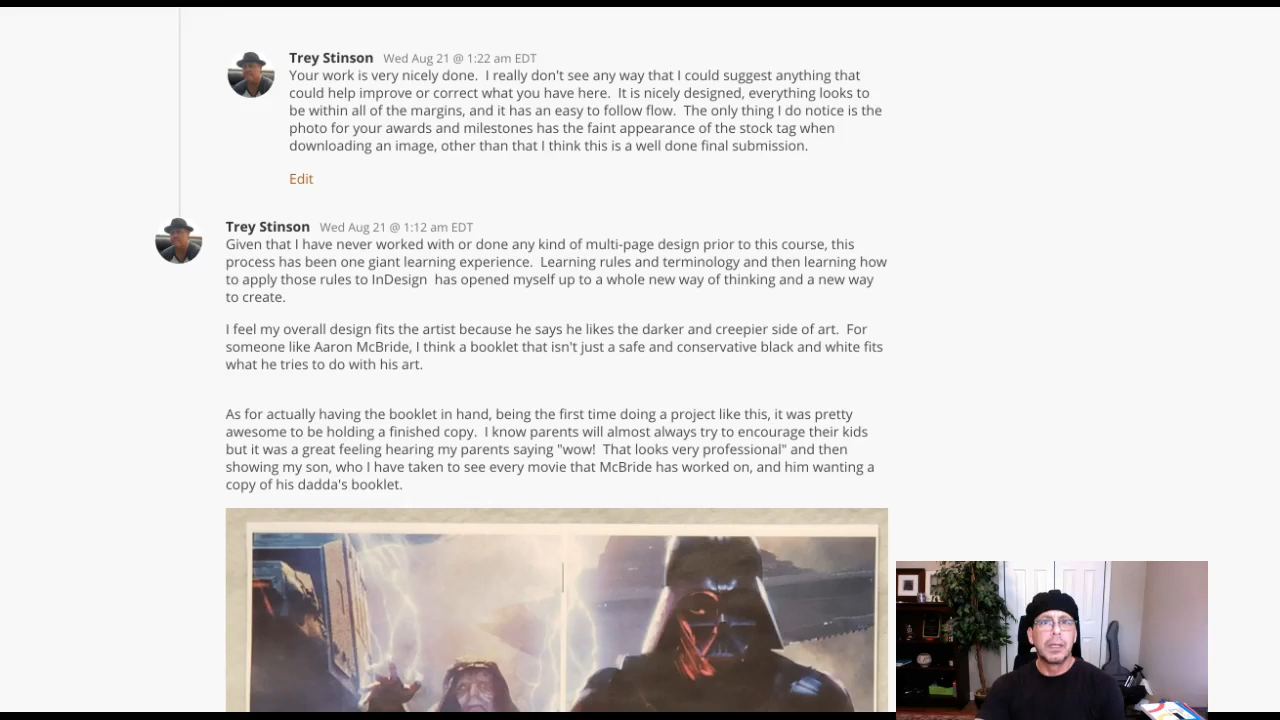 Trey Stinson Wed Aug 21 @ 1:22 am EDT
Your work is very nicely done.  I really don't see any way that I could suggest anything that
could help improve or correct what you have here.  It is nicely designed, everything looks to
be within all of the margins, and it has an easy to follow flow.  The only thing I do notice is the
photo for your awards and milestones has the faint appearance of the stock tag when
downloading an image, other than that I think this is a well done final submission.
Edit
Trey Stinson Wed Aug 21 @ 1:12 am EDT
Given that I have never worked with or done any kind of multi-page design prior to this course, this
process has been one giant learning experience.  Learning rules and terminology and then learning how
to apply those rules to InDesign  has opened myself up to a whole new way of thinking and a new way
to create.
I feel my overall design fits the artist because he says he likes the darker and creepier side of art.  For
someone like Aaron McBride, I think a booklet that isn't just a safe and conservative black and white fits
what he tries to do with his art.
As for actually having the booklet in hand, being the first time doing a project like this, it was pretty
awesome to be holding a finished copy.  I know parents will almost always try to encourage their kids
but it was a great feeling hearing my parents saying "wow!  That looks very professional" and then
showing my son, who I have taken to see every movie that McBride has worked on, and him wanting a
copy of his dadda's booklet.